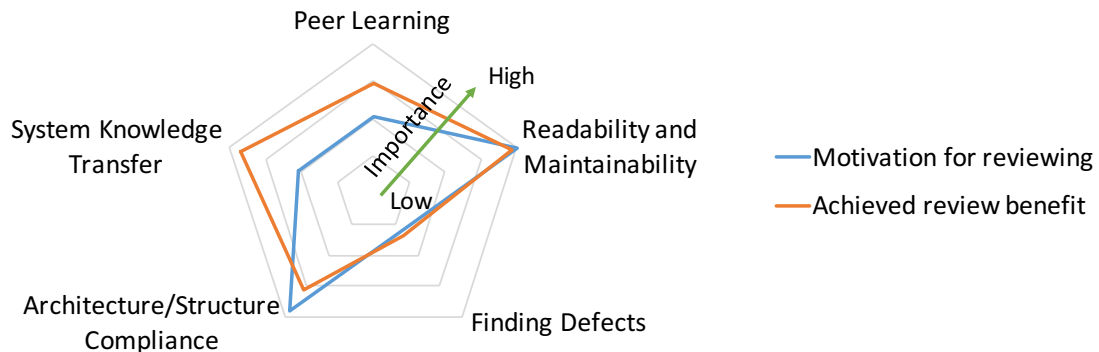 Peer Learning
High
Importance
System Knowledge
Transfer
Readability and
Maintainability
Low
Motivation for reviewing
Achieved review benefit
Architecture/Structure
Compliance
Finding Defects